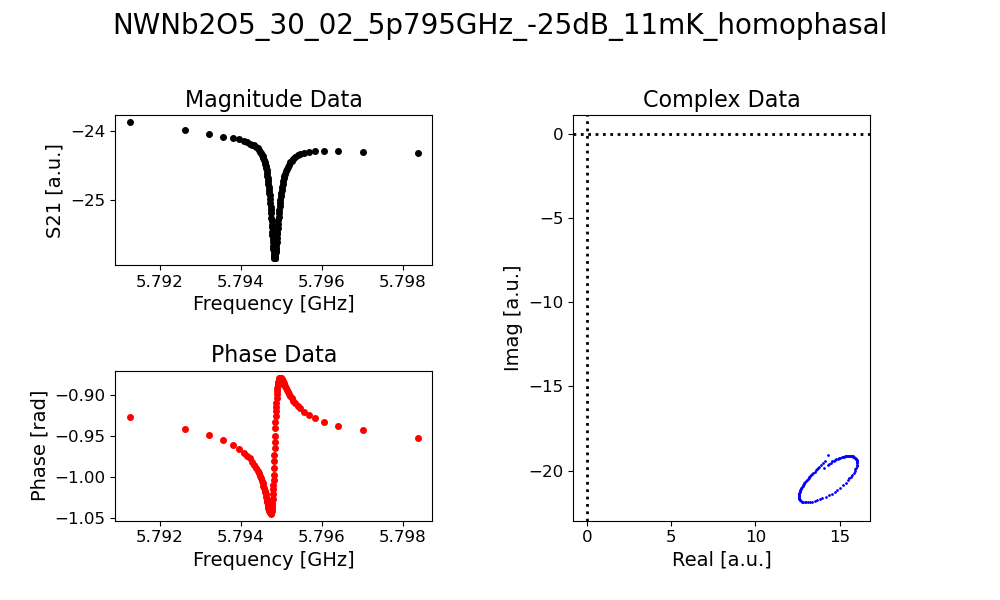 NWNb2O5_30_02_5p795GHz_-25dB_11mK_homophasal
Magnitude Data
S21 [a.u.]
−24
−25
5.792 5.794 5.796 5.798
Frequency [GHz]
Phase Data
Phase [rad]
−0.90
−0.95
−1.00
−1.05
5.792 5.794 5.796 5.798
Frequency [GHz]
Complex Data
Imag [a.u.]
0
−5
−10
−15
−20
0 5 10 15
Real [a.u.]